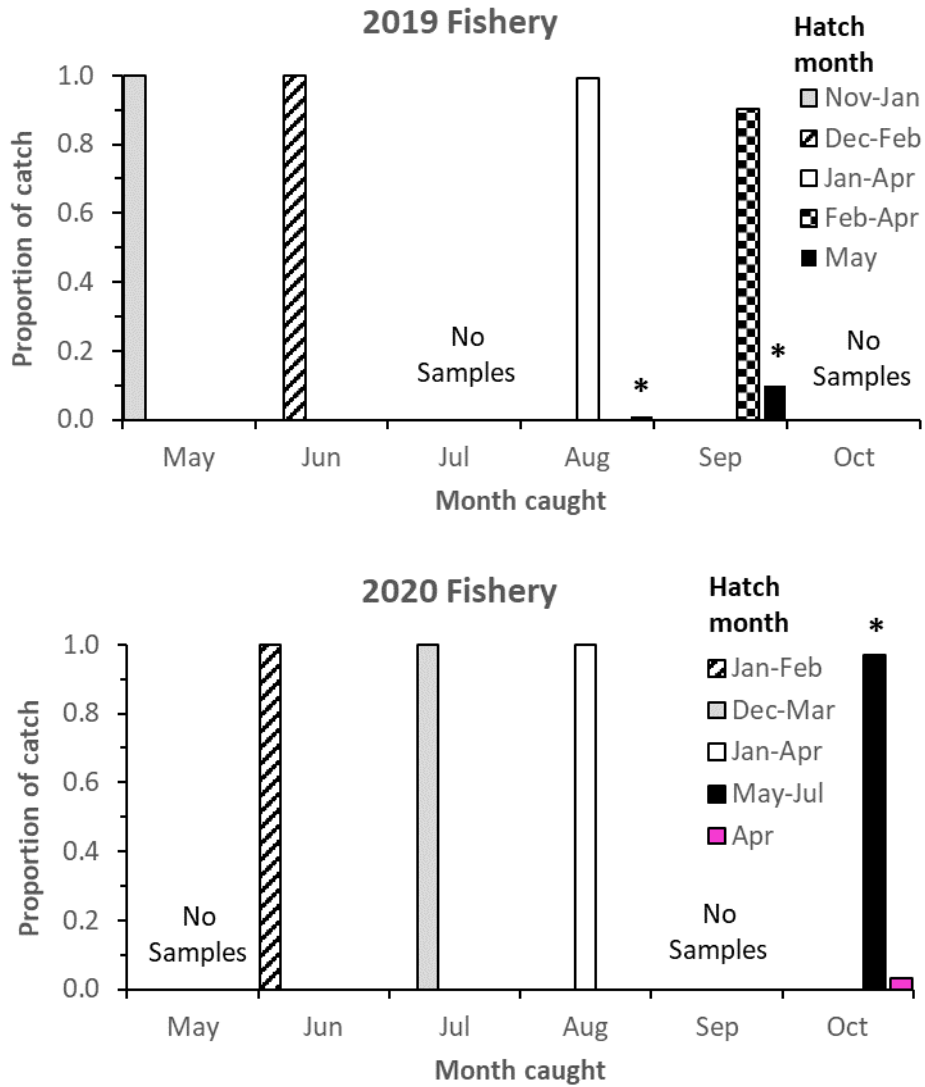 2019 Fishery
Hatch
month
Nov-Jan
Dec-Feb
Jan-Apr
Feb-Apr
May
Proportion of catch
1.0
0.8
0.6
0.4
0.2
0.0
No
Samples
*
*
No
Samples
May Jun Jul Aug Sep Oct
Month caught
2020 Fishery
Hatch
month
Jan-Feb
Dec-Mar
Jan-Apr
May-Jul
Apr
*
Proportion of catch
1.0
0.8
0.6
0.4
0.2
0.0
No
Samples
No
Samples
May Jun Jul Aug Sep Oct
Month caught